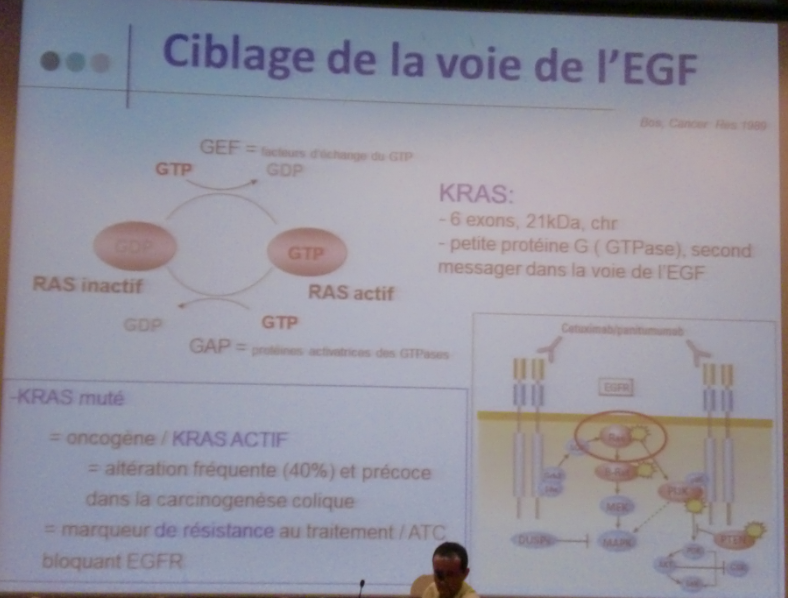 Ciblage de la voie de l'EGF
Bos, Cancer Res 1989
GEF = facteurs d'échange du GTP
GTP
GDP
GDP
GTP
RAS inactif
RAS actif
GDP
GTP
GAP = protéines activatrices des GTPases
KRAS:
- 6 exons, 21kDa, chr
- petite protéine G ( GTPase), second
messager dans la voie de l'EGF
-KRAS muté
= oncogène / KRAS ACTIF
= altération fréquente (40%) et précoce
dans la carcinogenèse colique
= marqueur de résistance au traitement / ATC
bloquant EGFR
Cetuximab/panitumumab
EGFR
Ras
MEK
MAPK
DUSPs
PI3K
PTEN